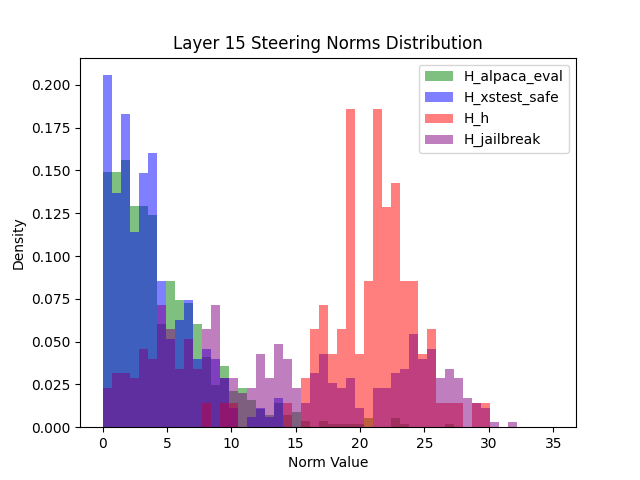 Layer 15 Steering Norms Distribution
H_alpaca_eval
H_xstest_safe
H_h
H_jailbreak
Density
0.200
0.175
0.150
0.125
0.100
0.075
0.050
0.025
0.000
0 5 10 15 20 25 30 35
Norm Value